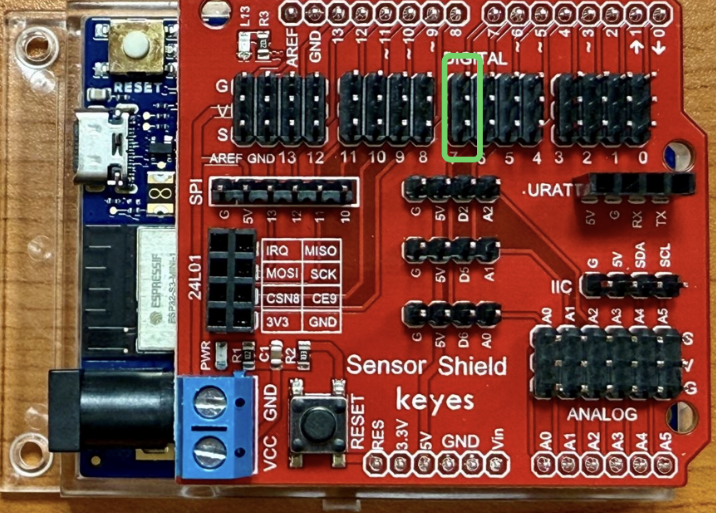 L13
R3
AREF
GND
13
12
~11
~10
~9
8
7
~6
~5
4
~3
2
↑1
↓0
RESET
DIGITAL
G
V
S
AREF GND 13 12 11 10 9 8 7 6 5 4 3 2 1 0
SPI
G 5V 13 12 11 10
G 5V D2 A2
URATT
5V G RX TX
24L01
IRQ MISO
MOSI SCK
CSN8 CE9
3V3 GND
G 5V D5 A1
IIC
G 5V SDA SCL
G 5V D6 A0
A0 A1 A2 A3 A4 A5
S
V
G
ESPRESSIF
ESP32-S3-MINI-1
PWR
R1
C1
R2
Sensor Shield
keyes
ANALOG
VCC GND
RESET
RES 3.3V 5V GND Vin
A0 A1 A2 A3 A4 A5